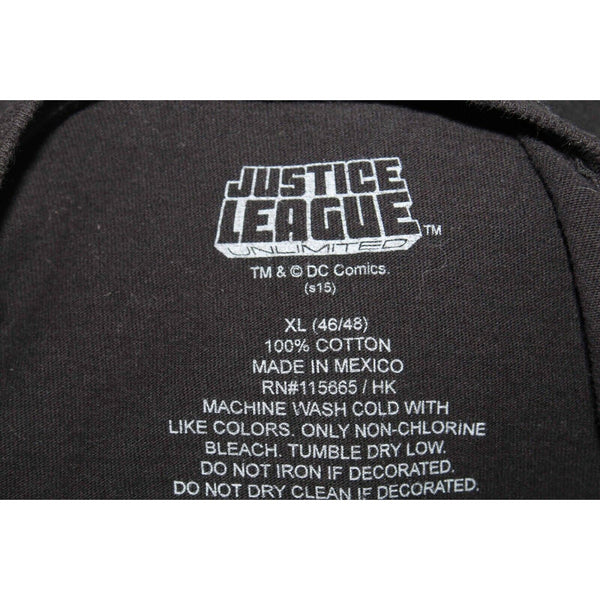 JUSTICE
LEAGUE™
UNLIMITED
TM & © DC Comics.
(s15)
XL (46/48)
100% COTTON
MADE IN MEXICO
RN#115665 / HK
MACHINE WASH COLD WITH
LIKE COLORS. ONLY NON-CHLORINE
BLEACH. TUMBLE DRY LOW.
DO NOT IRON IF DECORATED.
DO NOT DRY CLEAN IF DECORATED.